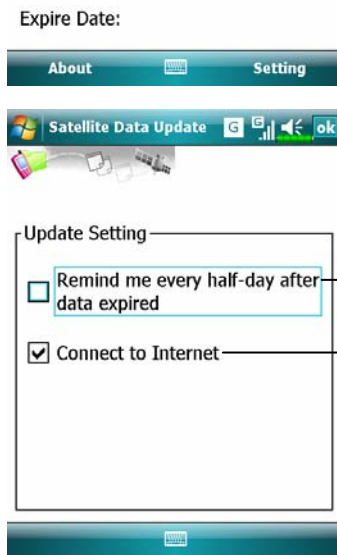 Expire Date:
About Setting
Satellite Data Update G G ok
Update Setting
Remind me every half-day after
data expired
Connect to Internet